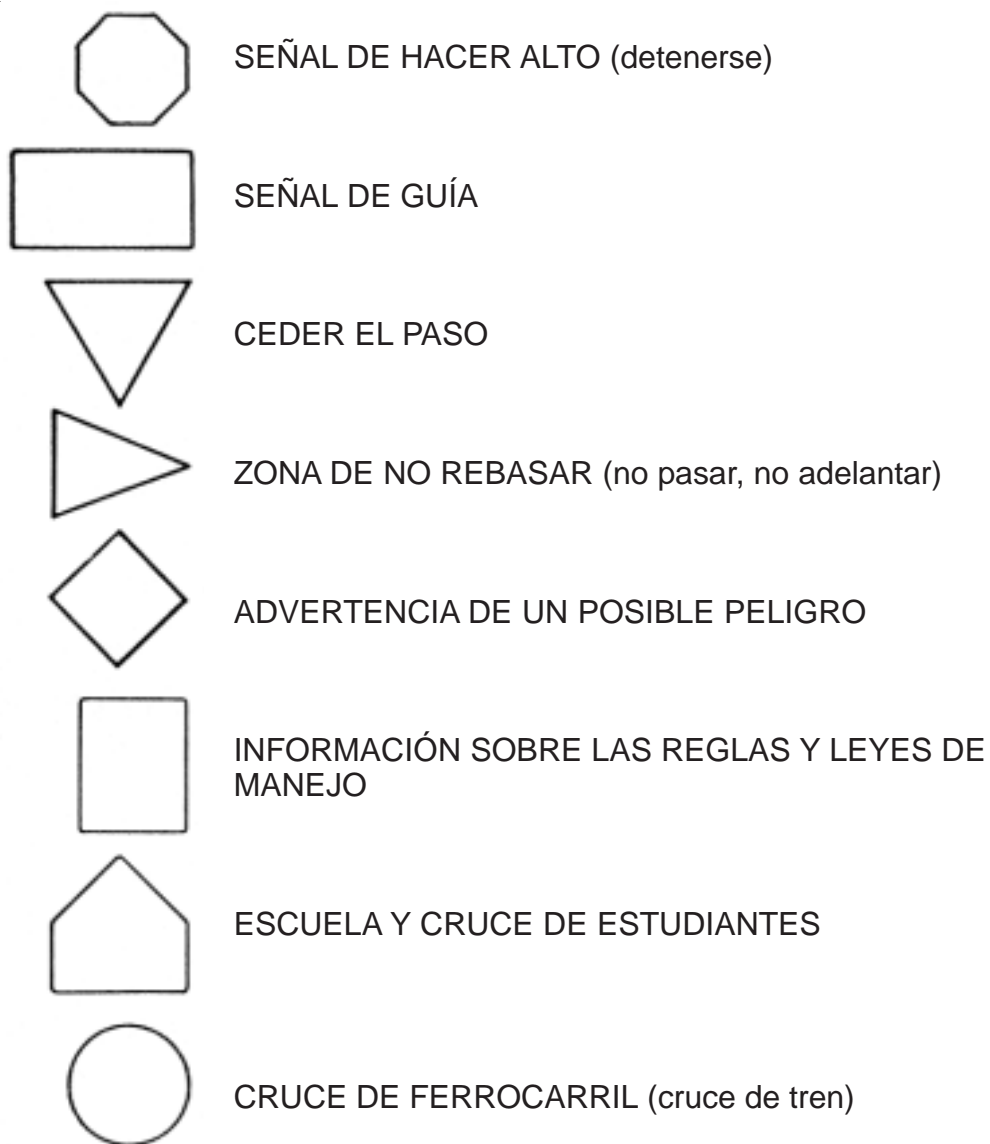 SEÑAL DE HACER ALTO (detenerse)
SEÑAL DE GUÍA
CEDER EL PASO
ZONA DE NO REBASAR (no pasar, no adelantar)
ADVERTENCIA DE UN POSIBLE PELIGRO
INFORMACIÓN SOBRE LAS REGLAS Y LEYES DE
MANEJO
ESCUELA Y CRUCE DE ESTUDIANTES
CRUCE DE FERROCARRIL (cruce de tren)